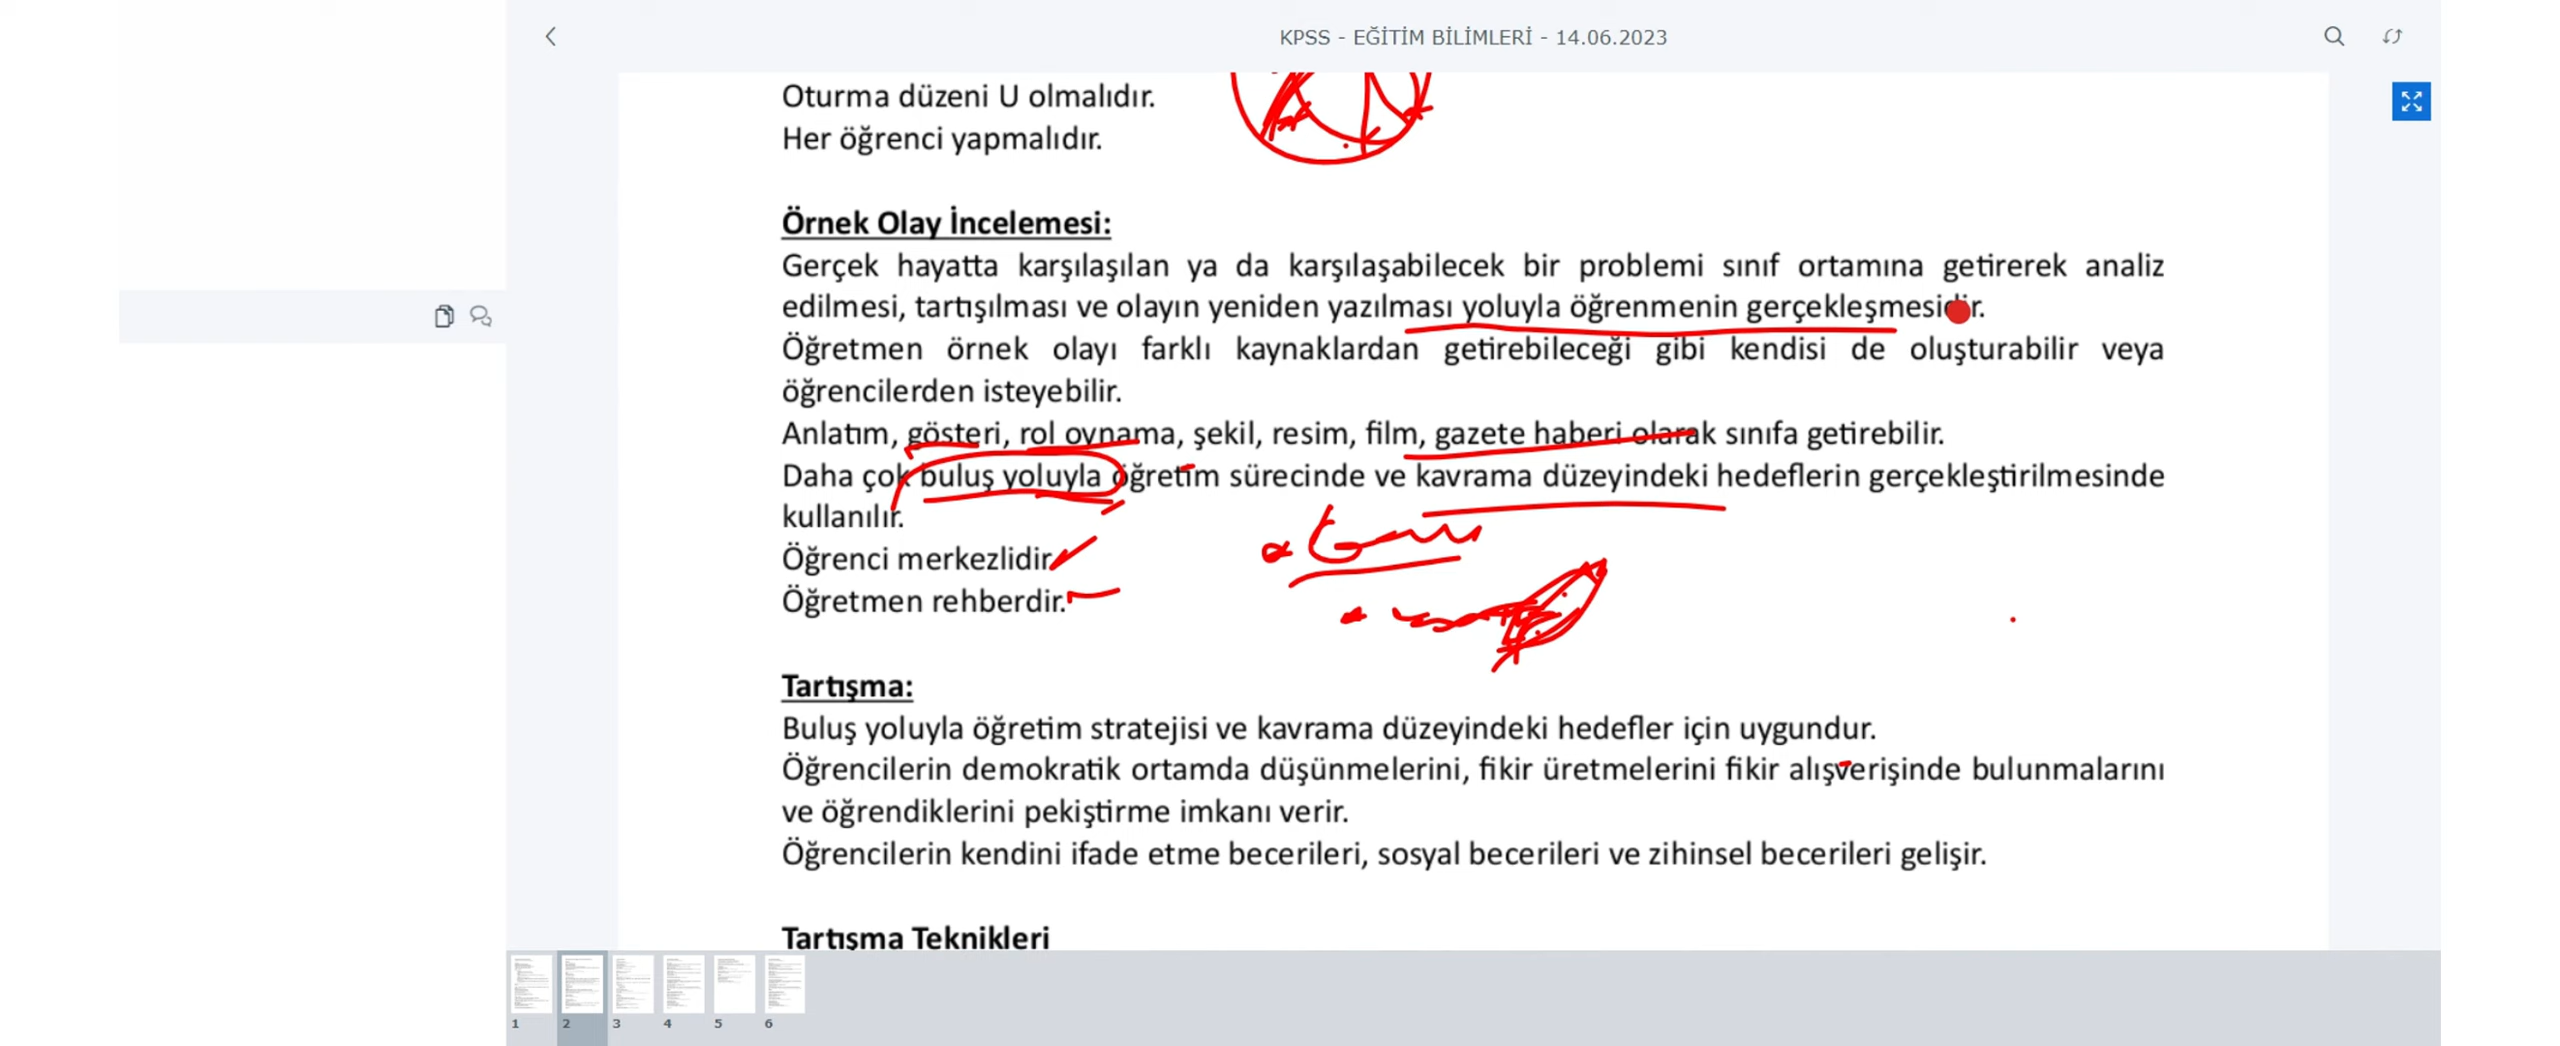 KPSS - EĞİTİM BİLİMLERİ - 14.06.2023
Oturma düzeni U olmalıdır.
Her öğrenci yapmalıdır.
Örnek Olay İncelemesi:
Gerçek hayatta karşılaşılan ya da karşılaşabilecek bir problemi sınıf ortamına getirerek analiz
edilmesi, tartışılması ve olayın yeniden yazılması yoluyla öğrenmenin gerçekleşmesidir.
Öğretmen örnek olayı farklı kaynaklardan getirebileceği gibi kendisi de oluşturabilir veya
öğrencilerden isteyebilir.
Anlatım, gösteri, rol oynama, şekil, resim, film, gazete haberi olarak sınıfa getirebilir.
Daha çok buluş yoluyla öğretim sürecinde ve kavrama düzeyindeki hedeflerin gerçekleştirilmesinde
kullanılır.
Öğrenci merkezlidir.
Öğretmen rehberdir.
Tartışma:
Buluş yoluyla öğretim stratejisi ve kavrama düzeyindeki hedefler için uygundur.
Öğrencilerin demokratik ortamda düşünmelerini, fikir üretmelerini fikir alışverişinde bulunmalarını
ve öğrendiklerini pekiştirme imkanı verir.
Öğrencilerin kendini ifade etme becerileri, sosyal becerileri ve zihinsel becerileri gelişir.
Tartışma Teknikleri
1 2 3 4 5 6